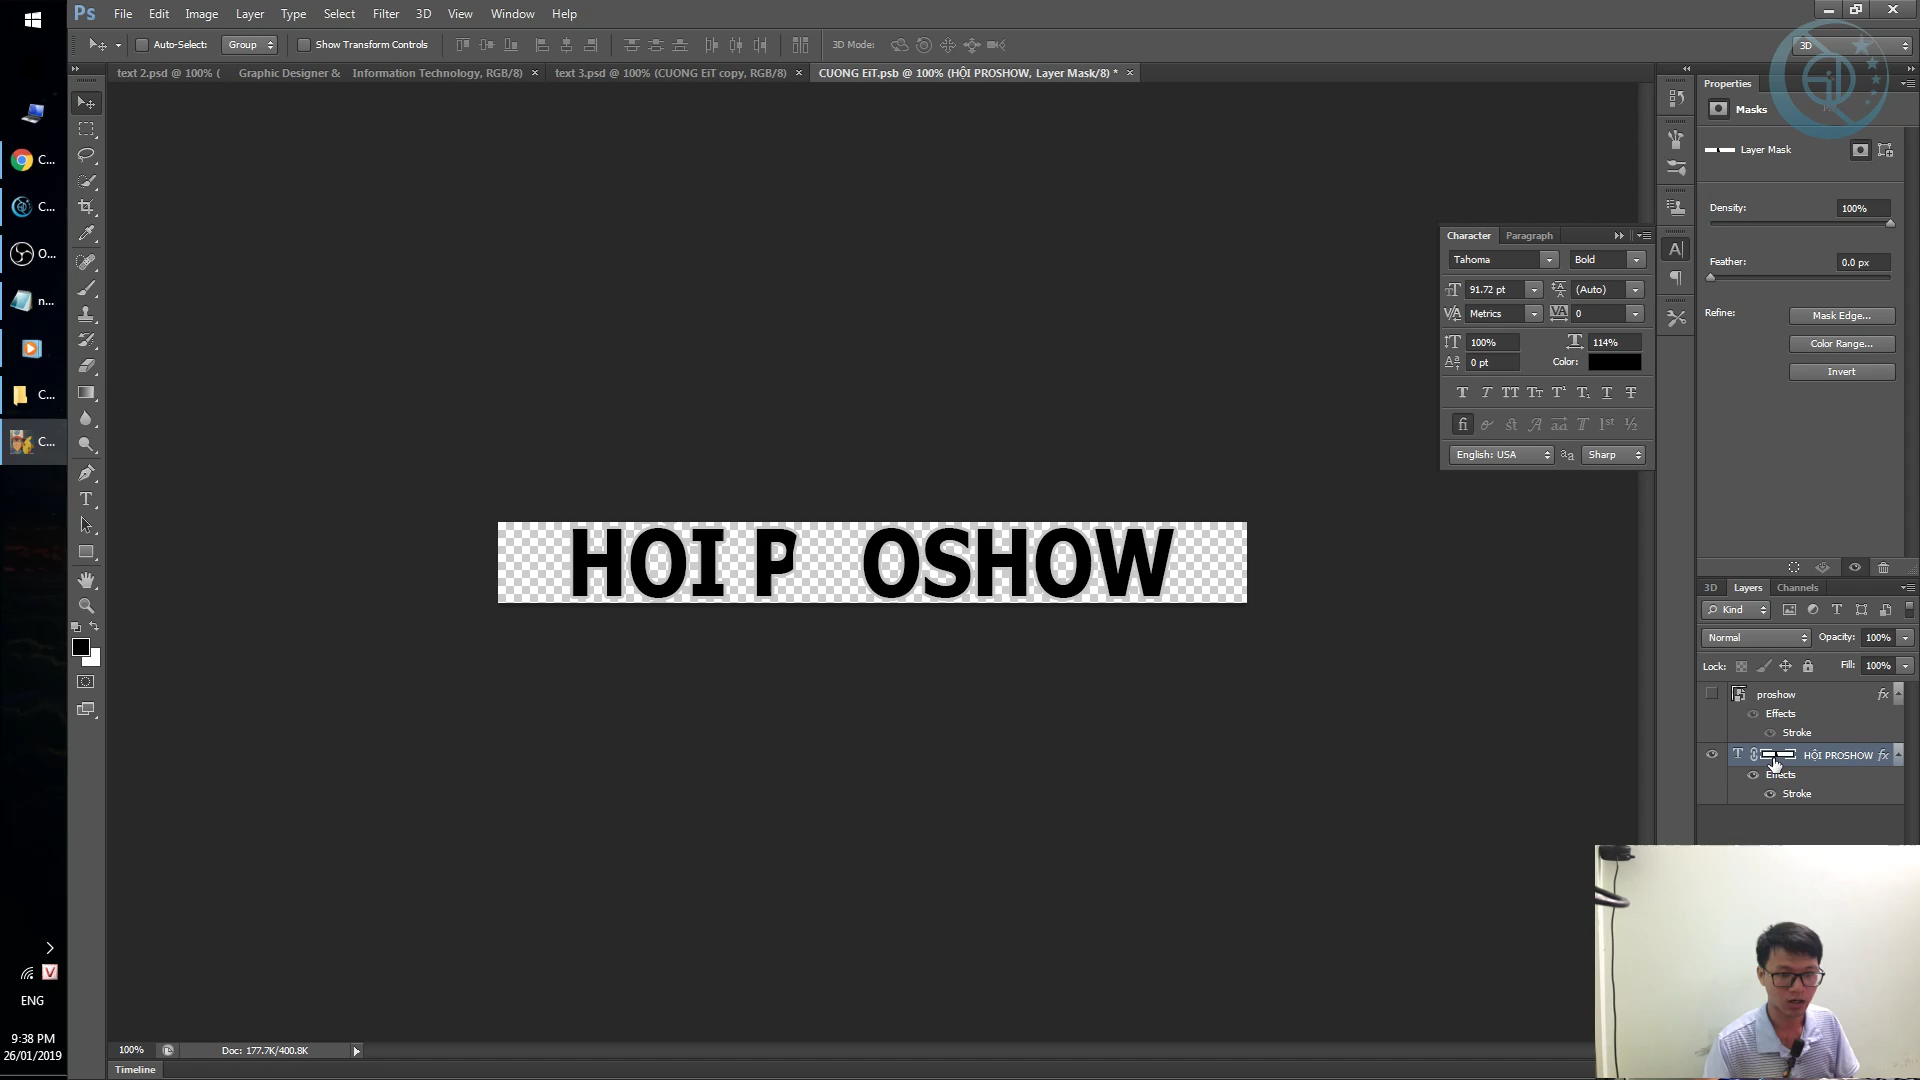 Ps File Edit Image Layer Type Select Filter 3D View Window Help
Auto-Select: Group Show Transform Controls 3D Mode: 3D
text 2.psd @ 100% ( Graphic Designer & Information Technology, RGB/8) text 3.psd @ 100% (CUONG EiT copy, RGB/8) CUONG EiT.psb @ 100% (HỘI PROSHOW, Layer Mask/8) *
Properties
Masks
Layer Mask
Density: 100%
Feather: 0.0 px
Refine: Mask Edge...
Color Range...
Invert
Character Paragraph
Tahoma Bold
91.72 pt (Auto)
Metrics 0
100% 114%
0 pt Color:
English: USA Sharp
HOI P OSHOW
3D Layers Channels
Kind
Normal Opacity: 100%
Lock: Fill: 100%
proshow fx
Effects
Stroke
HỘI PROSHOW fx
Effects
Stroke
C...
C...
O...
n...
C...
C...
ENG
9:38 PM
26/01/2019
100% Doc: 177.7K/400.8K
Timeline